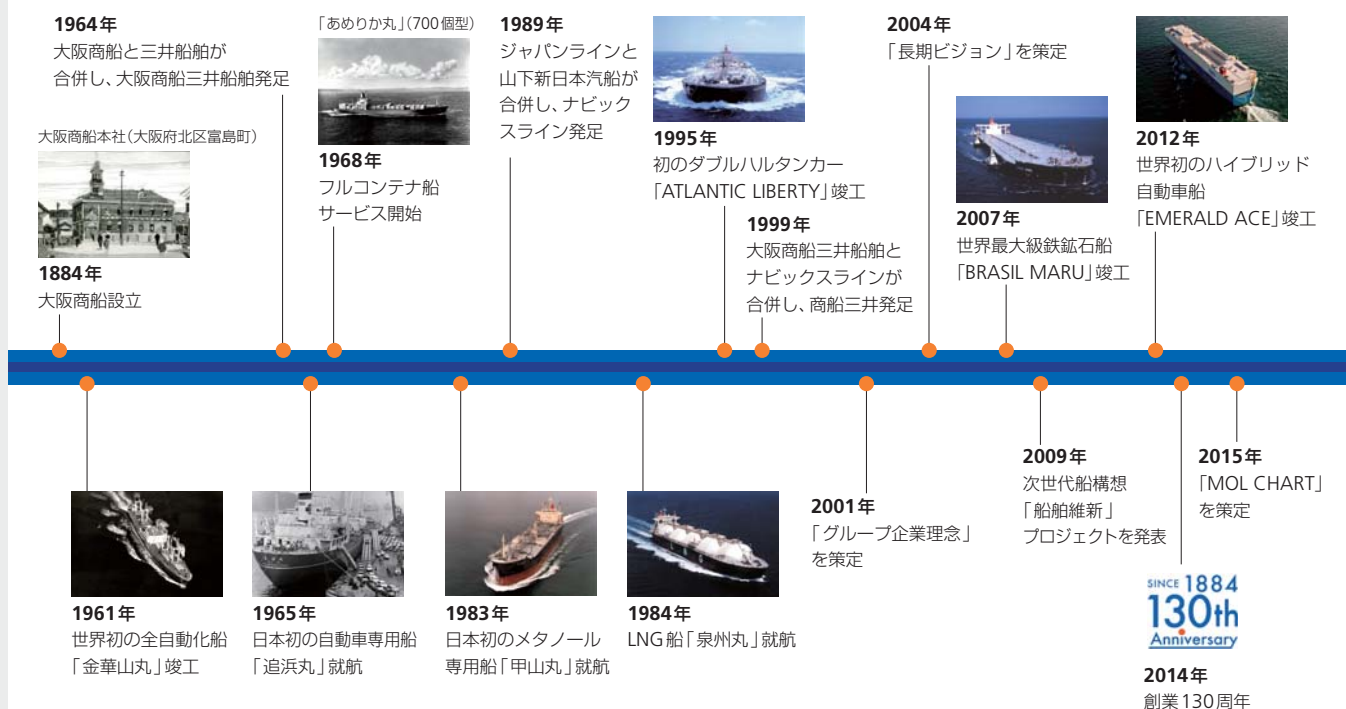 1964年
大阪商船と三井船舶が
合併し、大阪商船三井船舶発足
大阪商船本社(大阪府北区富島町)
1884年
大阪商船設立
「あめりか丸」(700個型)
1968年
フルコンテナ船
サービス開始
1989年
ジャパンラインと
山下新日本汽船が
合併し、ナビック
スライン発足
1995年
初のダブルハルタンカー
「ATLANTIC LIBERTY」竣工
1999年
大阪商船三井船舶と
ナビックスラインが
合併し、商船三井発足
2004年
「長期ビジョン」を策定
2007年
世界最大級鉄鉱石船
「BRASIL MARU」竣工
2012年
世界初のハイブリッド
自動車船
「EMERALD ACE」竣工
1961年
世界初の全自動化船
「金華山丸」竣工
1965年
日本初の自動車専用船
「追浜丸」就航
1983年
日本初のメタノール
専用船「甲山丸」就航
1984年
LNG船「泉州丸」就航
2001年
「グループ企業理念」
を策定
2009年
次世代船構想
「船舶維新」
プロジェクトを発表
SINCE 1884
130th
Anniversary
2014年
創業130周年
2015年
「MOL CHART」
を策定